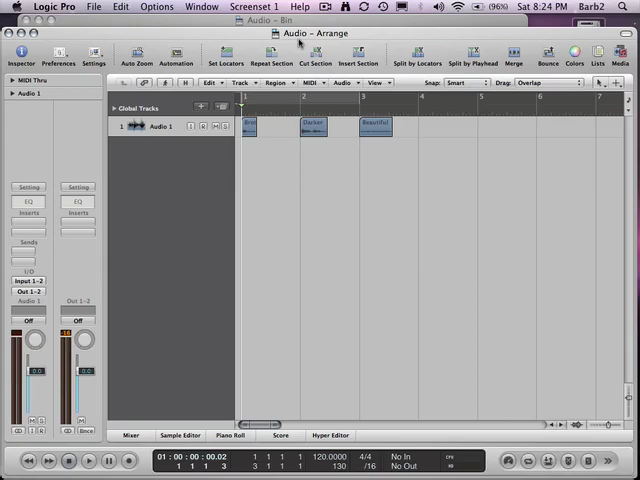 Logic Pro File Edit Options Window Screenset 1 Help (96%) Sat 8:24 PM Barb2
Audio – Bin
Audio – Arrange
Inspector Preferences Settings Auto Zoom Automation Set Locators Repeat Section Cut Section Insert Section Split by Locators Split by Playhead Merge Bounce Colors Lists Media
MIDI Thru
Audio 1
Edit Track Region MIDI Audio View Snap: Smart Drag: Overlap
Global Tracks
1 2 3 4 5 6 7
1 Audio 1 I R M S
Darker Beautiful
Setting Setting
EQ EQ
Inserts Inserts
Sends
I/O
Input 1-2
Out 1-2
Audio 1 Out 1-2
Off Off
0.0 0.0
M S M
I R Bnce
Mixer Sample Editor Piano Roll Score Hyper Editor
01:00:00:00.02 1 1 1 1 120.0000 4/4 No In CPU
1 1 1 3 1 1 1 3 130 /16 No Out HD